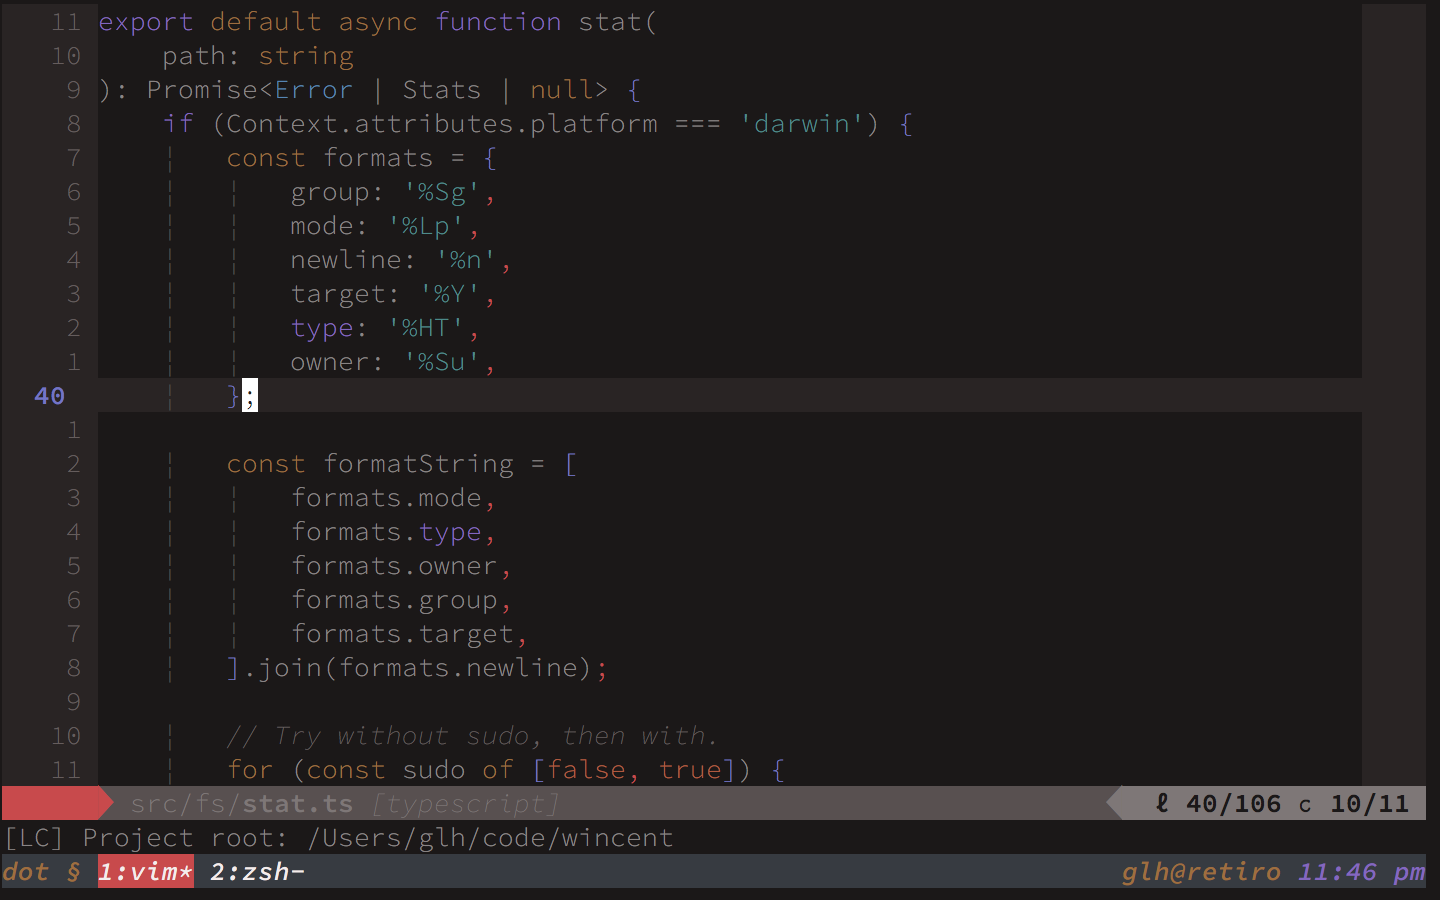 11 export default async function stat(
10     path: string
9 ): Promise<Error | Stats | null> {
8     if (Context.attributes.platform === 'darwin') {
7     ¦   const formats = {
6     ¦   ¦   group: '%Sg',
5     ¦   ¦   mode: '%Lp',
4     ¦   ¦   newline: '%n',
3     ¦   ¦   target: '%Y',
2     ¦   ¦   type: '%HT',
1     ¦   ¦   owner: '%Su',
40     ¦   };
1
2     ¦   const formatString = [
3     ¦   ¦   formats.mode,
4     ¦   ¦   formats.type,
5     ¦   ¦   formats.owner,
6     ¦   ¦   formats.group,
7     ¦   ¦   formats.target,
8     ¦   ].join(formats.newline);
9
10     ¦   // Try without sudo, then with.
11     ¦   for (const sudo of [false, true]) {
src/fs/stat.ts [typescript] ℓ 40/106 c 10/11
[LC] Project root: /Users/glh/code/wincent
dot § 1:vim* 2:zsh- glh@retiro 11:46 pm